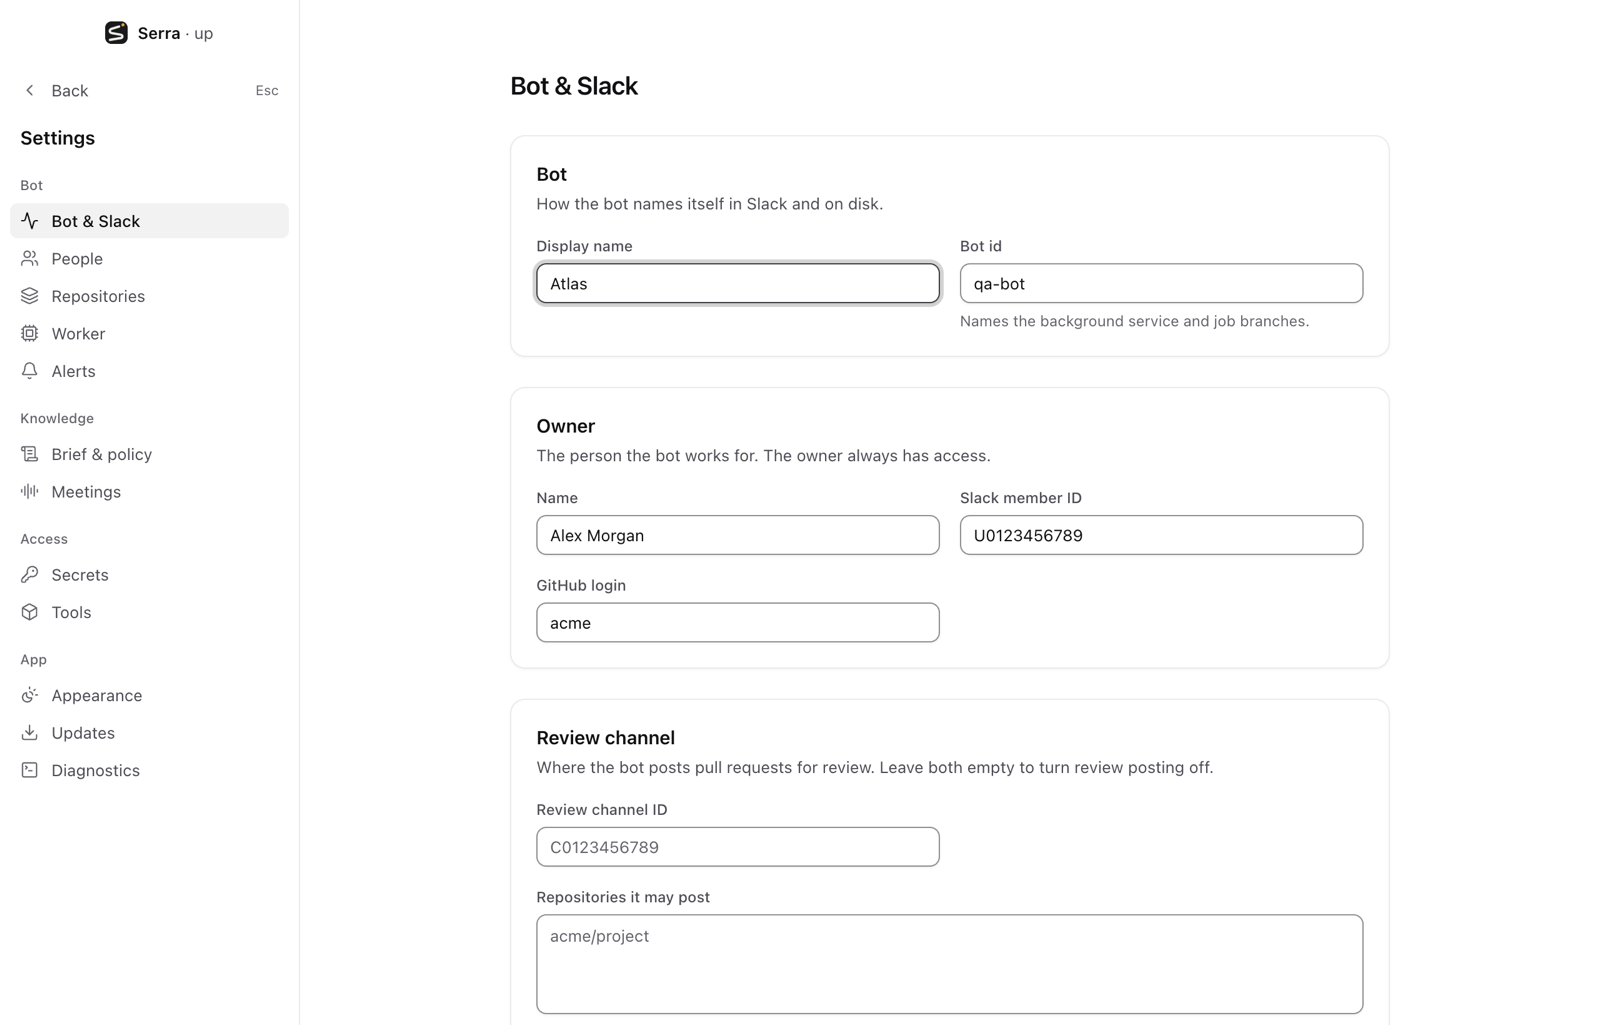 Serra · up
Back Esc
Settings
Bot
Bot & Slack
People
Repositories
Worker
Alerts
Knowledge
Brief & policy
Meetings
Access
Secrets
Tools
App
Appearance
Updates
Diagnostics
Bot & Slack
Bot
How the bot names itself in Slack and on disk.
Display name
Atlas
Bot id
qa-bot
Names the background service and job branches.
Owner
The person the bot works for. The owner always has access.
Name
Alex Morgan
Slack member ID
U0123456789
GitHub login
acme
Review channel
Where the bot posts pull requests for review. Leave both empty to turn review posting off.
Review channel ID
C0123456789
Repositories it may post
acme/project